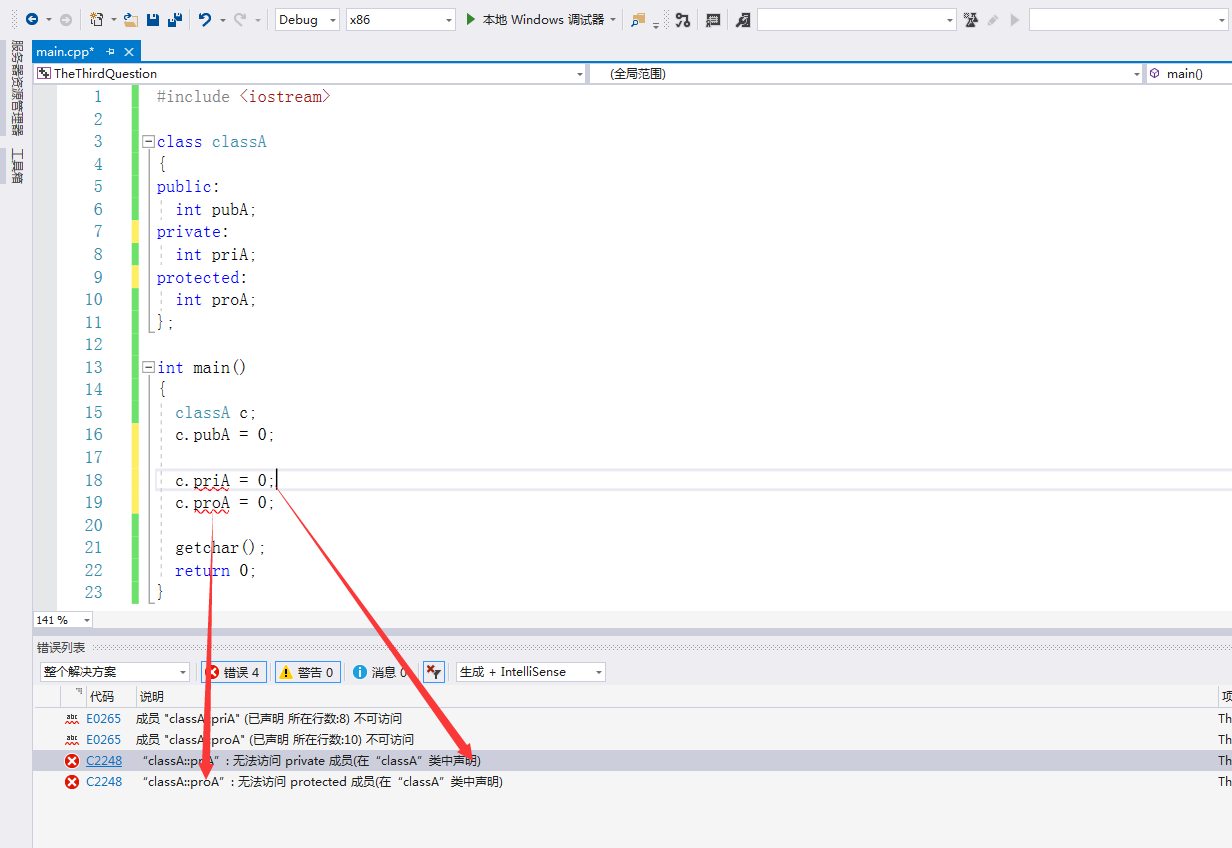 Debug x86 本地 Windows 调试器
main.cpp*
服务器资源管理器
工具箱
TheThirdQuestion (全局范围) main()
1 #include <iostream>
2
3 class classA
4 {
5 public:
6 int pubA;
7 private:
8 int priA;
9 protected:
10 int proA;
11 };
12
13 int main()
14 {
15 classA c;
16 c.pubA = 0;
17
18 c.priA = 0;
19 c.proA = 0;
20
21 getchar();
22 return 0;
23 }
141 %
错误列表
整个解决方案 错误 4 警告 0 消息 0 生成 + IntelliSense
代码 说明 项
abc E0265 成员 "classA::priA" (已声明 所在行数:8) 不可访问 Th
abc E0265 成员 "classA::proA" (已声明 所在行数:10) 不可访问 Th
C2248 “classA::priA”: 无法访问 private 成员(在“classA”类中声明) Th
C2248 “classA::proA”: 无法访问 protected 成员(在“classA”类中声明) Th